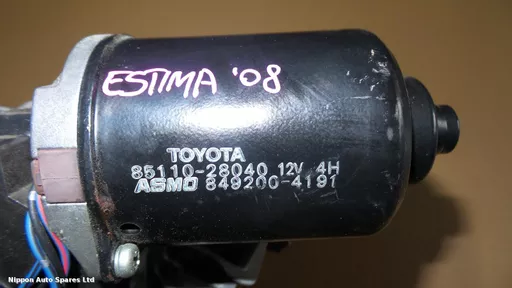 ESTIMA '08
TOYOTA
85110-28040 12V 4H
ASMO 849200-4191
Nippon Auto Spares Ltd